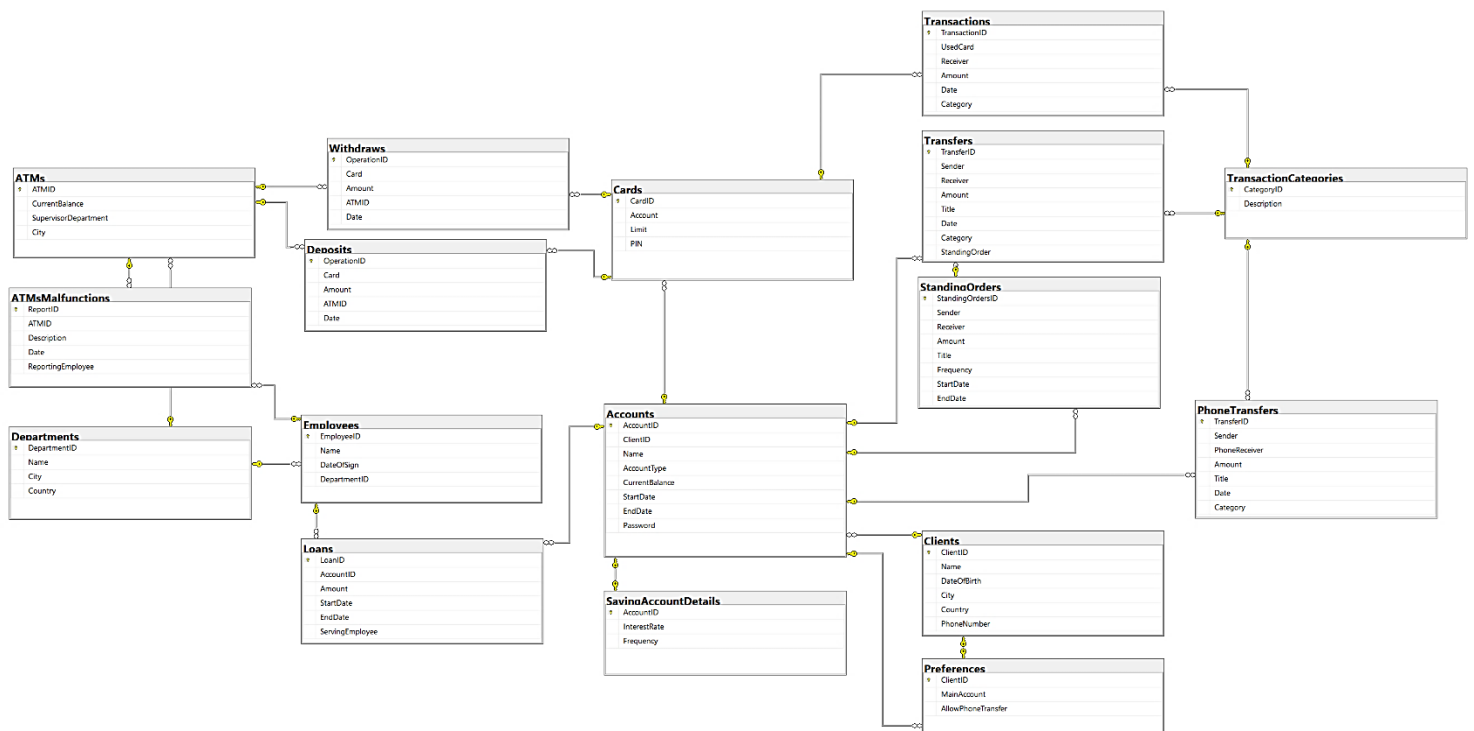 Transactions
TransactionID
UsedCard
Receiver
Amount
Date
Category
Transfers
TransferID
Sender
Receiver
Amount
Title
Date
Category
StandingOrder
Withdraws
OperationID
Card
Amount
ATMID
Date
ATMs
ATMID
CurrentBalance
SupervisorDepartment
City
Cards
CardID
Account
Limit
PIN
TransactionCategories
CategoryID
Description
Deposits
OperationID
Card
Amount
ATMID
Date
StandingOrders
StandingOrdersID
Sender
Receiver
Amount
Title
Frequency
StartDate
EndDate
ATMsMalfunctions
ReportID
ATMID
Description
Date
ReportingEmployee
Accounts
AccountID
ClientID
Name
AccountType
CurrentBalance
StartDate
EndDate
Password
PhoneTransfers
TransferID
Sender
PhoneReceiver
Amount
Title
Date
Category
Employees
EmployeeID
Name
DateOfSign
DepartmentID
Departments
DepartmentID
Name
City
Country
Loans
LoanID
AccountID
Amount
StartDate
EndDate
ServingEmployee
Clients
ClientID
Name
DateOfBirth
City
Country
PhoneNumber
SavingAccountDetails
AccountID
InterestRate
Frequency
Preferences
ClientID
MainAccount
AllowPhoneTransfer